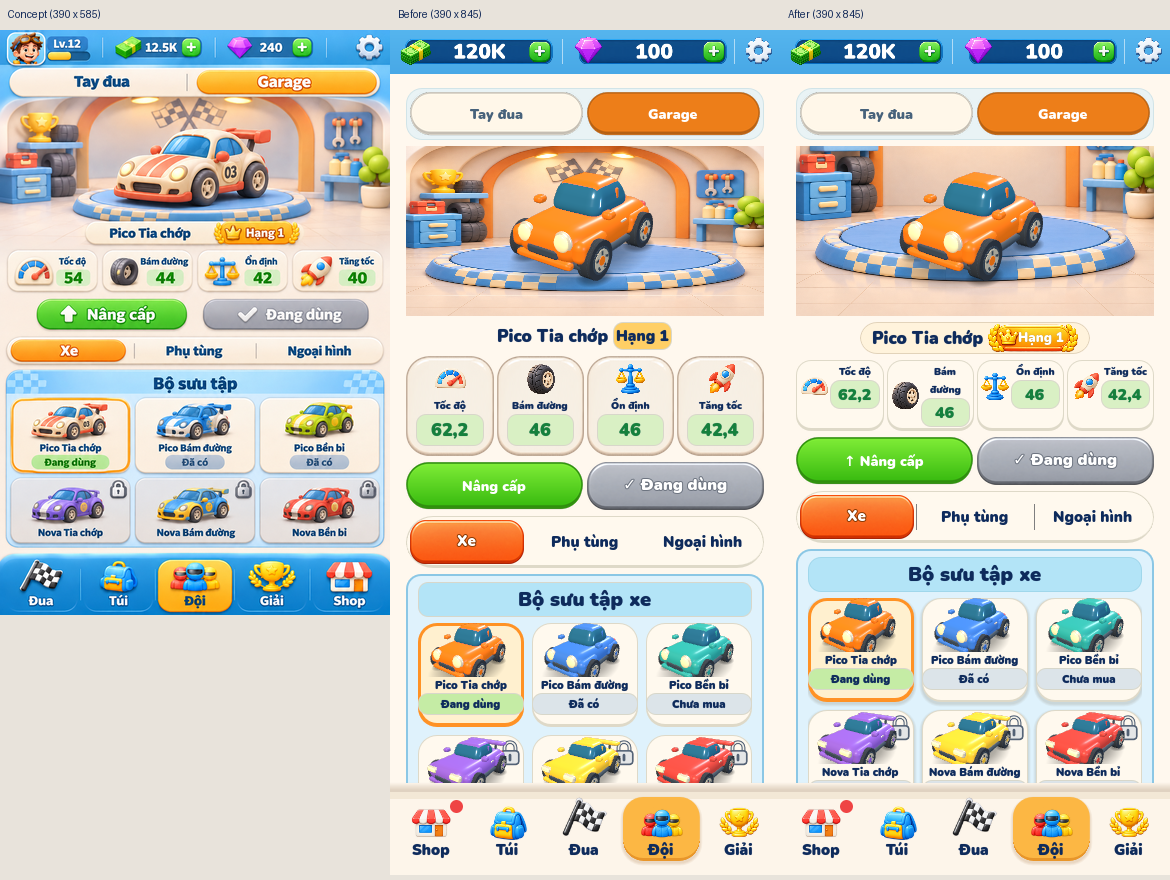 Concept (390 x 585)
Lv.12
12.5K
240
Tay đua
Garage
03
Pico Tia chớp
Hạng 1
Tốc độ
54
Bám đường
44
Ổn định
42
Tăng tốc
40
Nâng cấp
Đang dùng
Xe
Phụ tùng
Ngoại hình
Bộ sưu tập
Pico Tia chớp
Pico Bám đường
Pico Bền bỉ
Đang dùng
Đã có
Đã có
Nova Tia chớp
Nova Bám đường
Nova Bền bỉ
Đua
Túi
Đội
Giải
Shop
Before (390 x 845)
120K
100
Tay đua
Garage
Pico Tia chớp
Hạng 1
Tốc độ
Bám đường
Ổn định
Tăng tốc
62,2
46
46
42,4
Nâng cấp
✓ Đang dùng
Xe
Phụ tùng
Ngoại hình
Bộ sưu tập xe
Pico Tia chớp
Pico Bám đường
Pico Bền bỉ
Đang dùng
Đã có
Chưa mua
Shop
Túi
Đua
Đội
Giải
After (390 x 845)
120K
100
Tay đua
Garage
Pico Tia chớp
Hạng 1
Tốc độ
62,2
Bám
đường
46
Ổn định
46
Tăng tốc
42,4
↑ Nâng cấp
✓ Đang dùng
Xe
Phụ tùng
Ngoại hình
Bộ sưu tập xe
Pico Tia chớp
Pico Bám đường
Pico Bền bỉ
Đang dùng
Đã có
Chưa mua
Nova Tia chớp
Nova Bám đường
Nova Bền bỉ
Shop
Túi
Đua
Đội
Giải